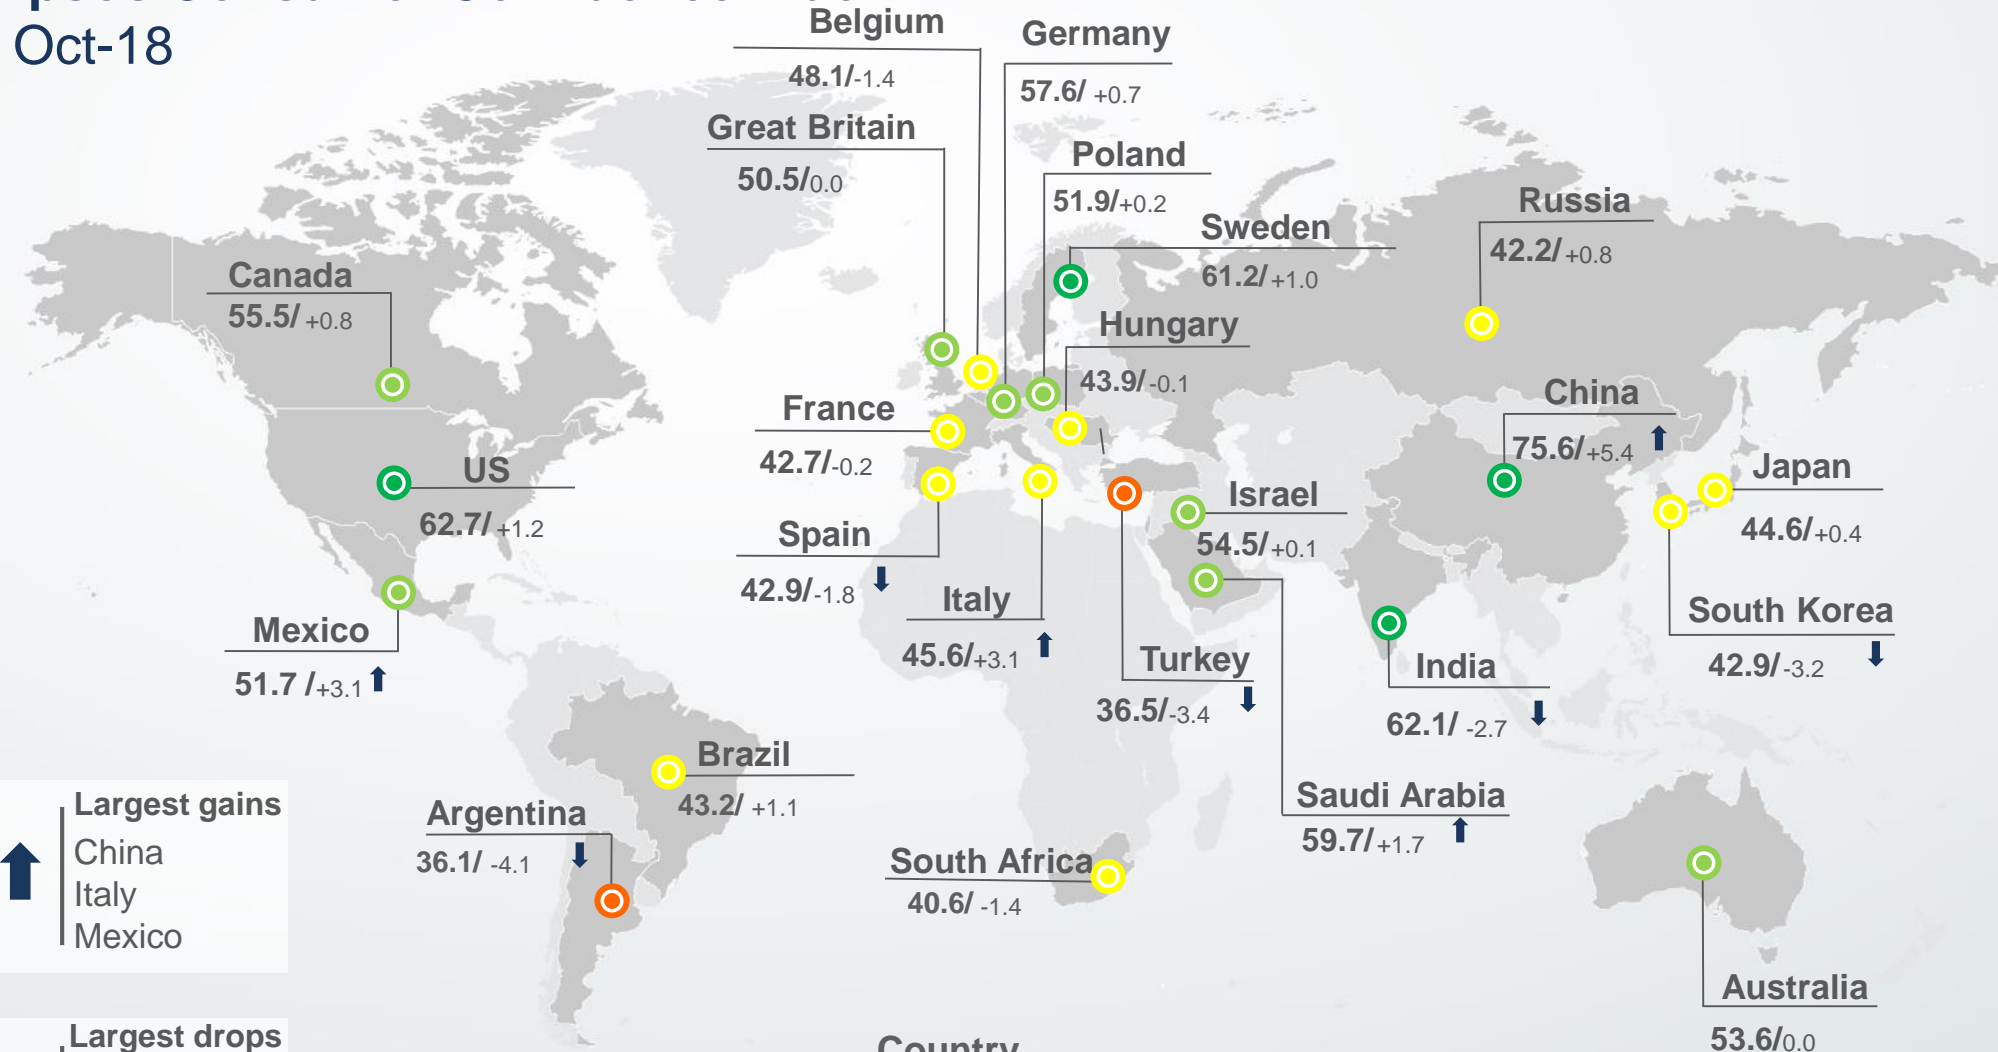 Oct-18
Belgium
48.1/-1.4
Germany
57.6/ +0.7
Great Britain
50.5/0.0
Poland
51.9/+0.2
Sweden
61.2/+1.0
Russia
42.2/+0.8
Canada
55.5/ +0.8
Hungary
43.9/-0.1
China
75.6/+5.4
France
42.7/-0.2
US
62.7/ +1.2
Japan
44.6/+0.4
Israel
54.5/+0.1
Spain
42.9/-1.8
Italy
45.6/+3.1
South Korea
42.9/-3.2
Mexico
51.7 /+3.1
Turkey
36.5/-3.4
India
62.1/ -2.7
Brazil
43.2/ +1.1
Saudi Arabia
59.7/+1.7
Argentina
36.1/ -4.1
South Africa
40.6/ -1.4
Australia
53.6/0.0
Largest gains
China
Italy
Mexico
Largest drops
Country